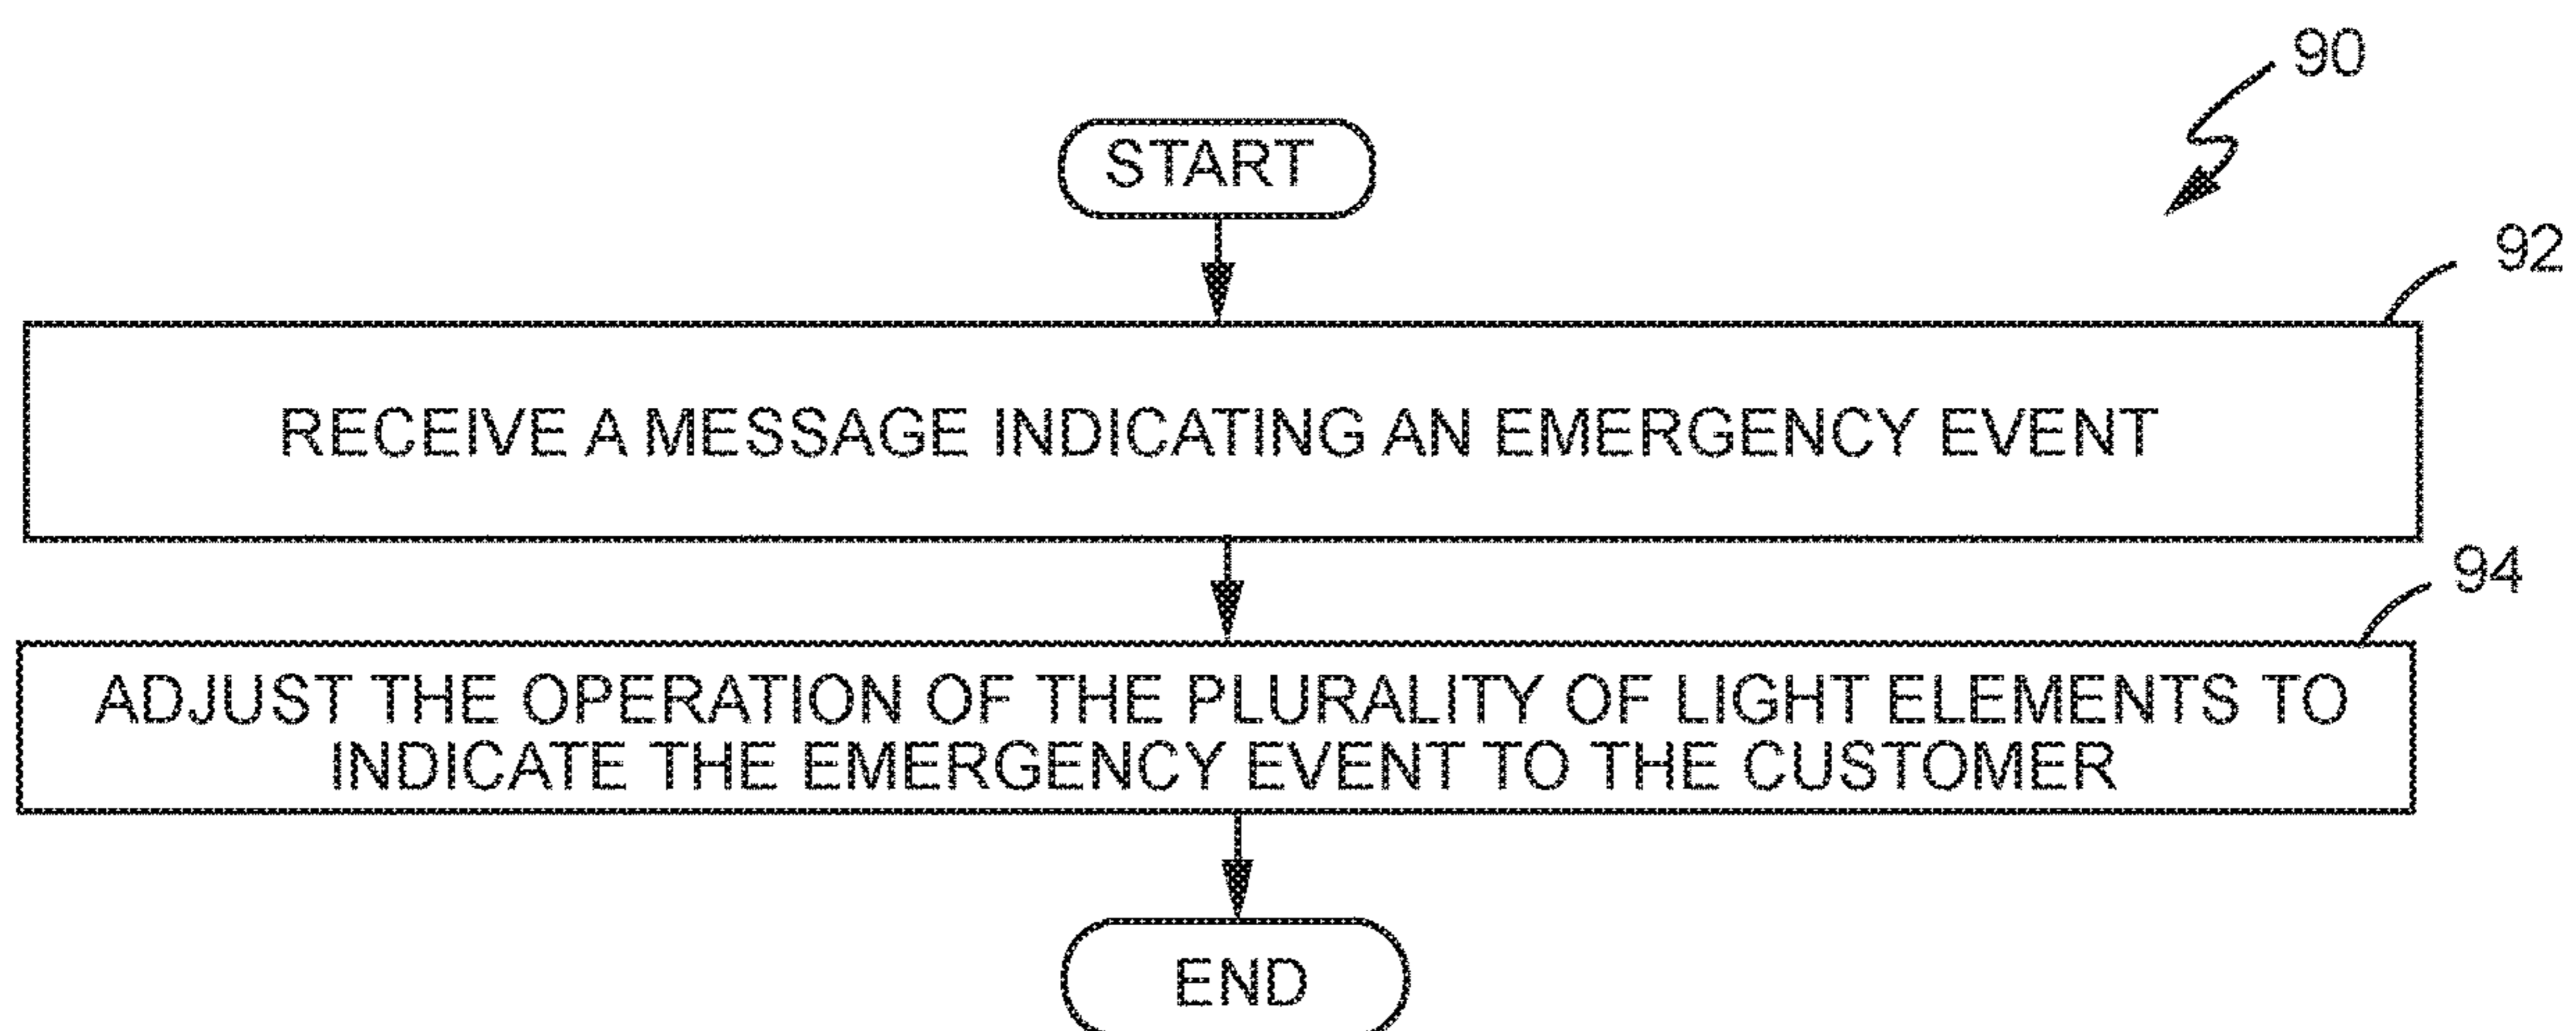 90
START
92
RECEIVE A MESSAGE INDICATING AN EMERGENCY EVENT
94
ADJUST THE OPERATION OF THE PLURALITY OF LIGHT ELEMENTS TO
INDICATE THE EMERGENCY EVENT TO THE CUSTOMER
END